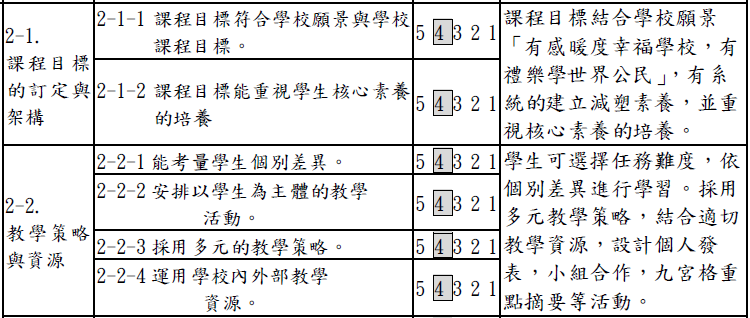 2-1.
課程目標
的訂定與
架構
2-1-1 課程目標符合學校願景與學校
課程目標。
5 4 3 2 1
2-1-2 課程目標能重視學生核心素養
的培養
5 4 3 2 1
課程目標結合學校願景
「有感暖度幸福學校，有
禮樂學世界公民」，有系
統的建立減塑素養，並重
視核心素養的培養。
2-2.
教學策略
與資源
2-2-1 能考量學生個別差異。
5 4 3 2 1
2-2-2 安排以學生為主體的教學
活動。
5 4 3 2 1
2-2-3 採用多元的教學策略。
5 4 3 2 1
2-2-4 運用學校內外部教學
資源。
5 4 3 2 1
學生可選擇任務難度，依
個別差異進行學習。採用
多元教學策略，結合適切
教學資源，設計個人發
表，小組合作，九宮格重
點摘要等活動。